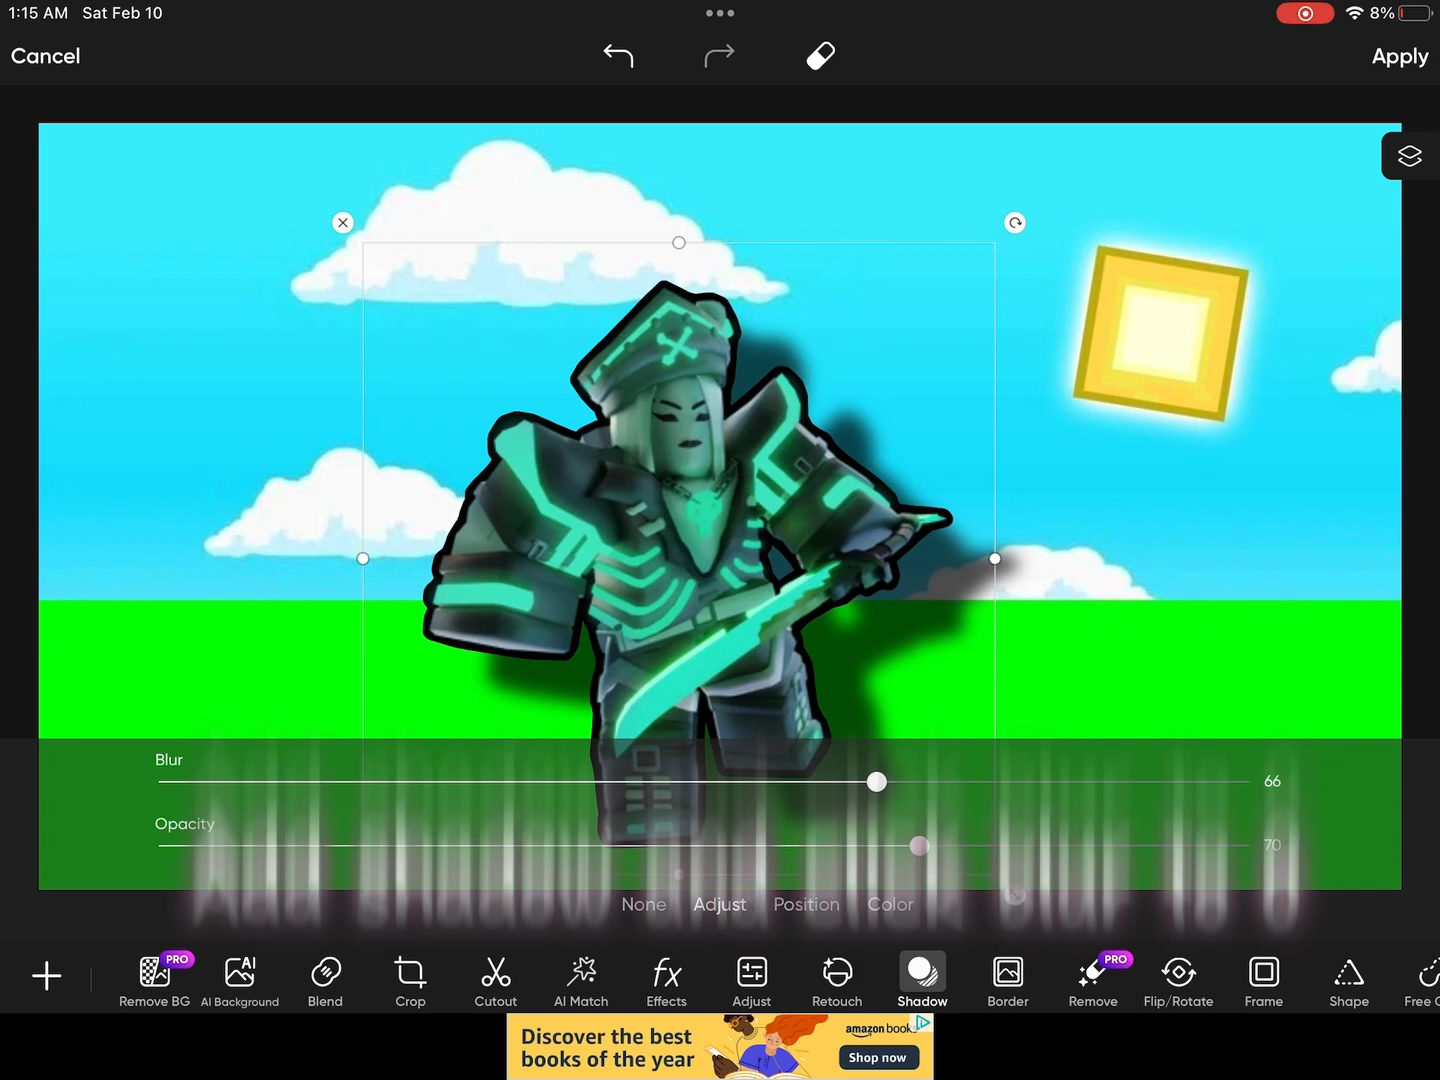 1:15 AM Sat Feb 10
8%
Cancel
Apply
Blur
66
Opacity
70
None Adjust Position Color
PRO
AI
PRO
Remove BG AI Background Blend Crop Cutout AI Match Effects Adjust Retouch Shadow Border Remove Flip/Rotate Frame Shape Free
Discover the best
books of the year
amazon books
Shop now